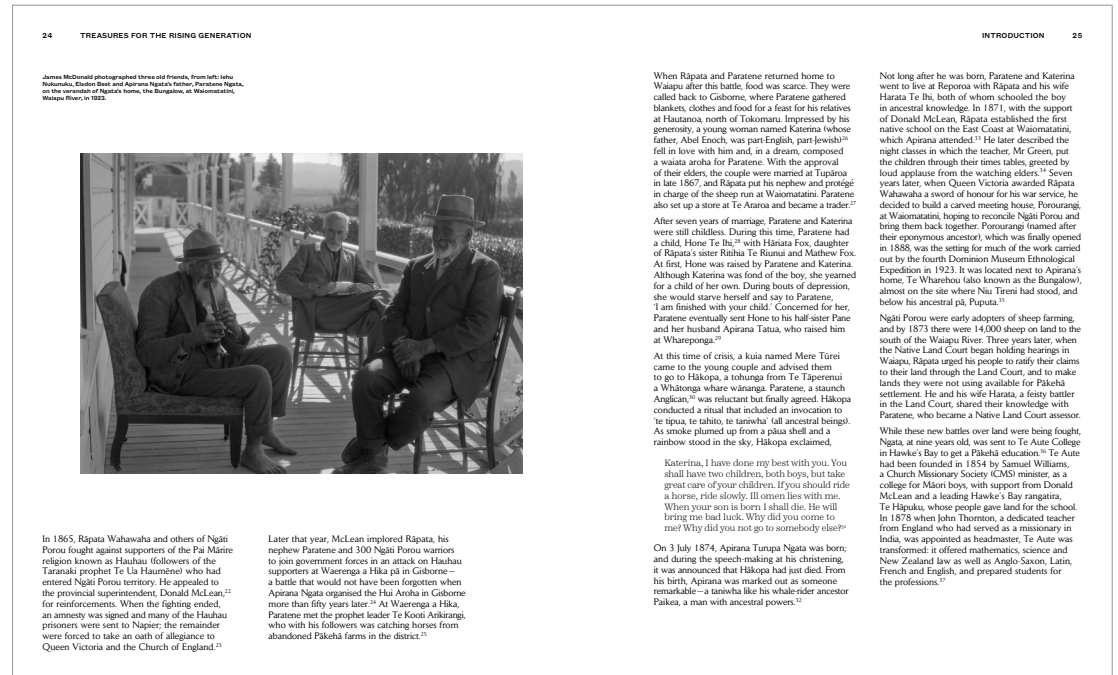 24 TREASURES FOR THE RISING GENERATION
James McDonald photographed three old friends, from left: Ihu
Nukunuku, Elsdon Best and Apirana Ngata's father, Paratene Ngata,
on the verandah of Ngata's home, the Bungalow, at Waiomatatini,
Waiapu River, in 1923.
In 1865, Rāpata Wahawaha and others of Ngāti
Porou fought against supporters of the Pai Mārire
religion known as Hauhau (followers of the
Taranaki prophet Te Ua Haumēne) who had
entered Ngāti Porou territory. He appealed to
the provincial superintendent, Donald McLean,22
for reinforcements. When the fighting ended,
an amnesty was signed and many of the Hauhau
prisoners were sent to Napier; the remainder
were forced to take an oath of allegiance to
Queen Victoria and the Church of England.23
Later that year, McLean implored Rāpata, his
nephew Paratene and 300 Ngāti Porou warriors
to join government forces in an attack on Hauhau
supporters at Waerenga a Hika pā in Gisborne—
a battle that would not have been forgotten when
Apirana Ngata organised the Hui Aroha in Gisborne
more than fifty years later.24 At Waerenga a Hika,
Paratene met the prophet leader Te Kooti Arikirangi,
who with his followers was catching horses from
abandoned Pākehā farms in the district.25
INTRODUCTION 25
When Rāpata and Paratene returned home to
Waiapu after this battle, food was scarce. They were
called back to Gisborne, where Paratene gathered
blankets, clothes and food for a feast for his relatives
at Hautanoa, north of Tokomaru. Impressed by his
generosity, a young woman named Katerina (whose
father, Abel Enoch, was part-English, part-Jewish)26
fell in love with him and, in a dream, composed
a waiata aroha for Paratene. With the approval
of their elders, the couple were married at Tupāroa
in late 1867, and Rāpata put his nephew and protégé
in charge of the sheep run at Waiomatatini. Paratene
also set up a store at Te Araroa and became a trader.27
After seven years of marriage, Paratene and Katerina
were still childless. During this time, Paratene had
a child, Hone Te Ihi,28 with Hāriata Fox, daughter
of Rāpata's sister Ritihia Te Riunui and Mathew Fox.
At first, Hone was raised by Paratene and Katerina.
Although Katerina was fond of the boy, she yearned
for a child of her own. During bouts of depression,
she would starve herself and say to Paratene,
'I am finished with your child.' Concerned for her,
Paratene eventually sent Hone to his half-sister Pane
and her husband Apirana Tatua, who raised him
at Whareponga.29
At this time of crisis, a kuia named Mere Tūrei
came to the young couple and advised them
to go to Hākopa, a tohunga from Te Tāperenui
a Whātonga whare wānanga. Paratene, a staunch
Anglican,30 was reluctant but finally agreed. Hākopa
conducted a ritual that included an invocation to
'te tipua, te tahito, te taniwha' (all ancestral beings).
As smoke plumed up from a pāua shell and a
rainbow stood in the sky, Hākopa exclaimed,
Katerina, I have done my best with you. You
shall have two children, both boys, but take
great care of your children. If you should ride
a horse, ride slowly. Ill omen lies with me.
When your son is born I shall die. He will
bring me bad luck. Why did you come to
me? Why did you not go to somebody else?31
On 3 July 1874, Apirana Turupa Ngata was born;
and during the speech-making at his christening,
it was announced that Hākopa had just died. From
his birth, Apirana was marked out as someone
remarkable—a taniwha like his whale-rider ancestor
Paikea, a man with ancestral powers.32
Not long after he was born, Paratene and Katerina
went to live at Reporoa with Rāpata and his wife
Harata Te Ihi, both of whom schooled the boy
in ancestral knowledge. In 1871, with the support
of Donald McLean, Rāpata established the first
native school on the East Coast at Waiomatatini,
which Apirana attended.33 He later described the
night classes in which the teacher, Mr Green, put
the children through their times tables, greeted by
loud applause from the watching elders.34 Seven
years later, when Queen Victoria awarded Rāpata
Wahawaha a sword of honour for his war service, he
decided to build a carved meeting house, Porourangi,
at Waiomatatini, hoping to reconcile Ngāti Porou and
bring them back together. Porourangi (named after
their eponymous ancestor), which was finally opened
in 1888, was the setting for much of the work carried
out by the fourth Dominion Museum Ethnological
Expedition in 1923. It was located next to Apirana's
home, Te Wharehou (also known as the Bungalow),
almost on the site where Niu Tireni had stood, and
below his ancestral pā, Puputa.35
Ngāti Porou were early adopters of sheep farming,
and by 1873 there were 14,000 sheep on land to the
south of the Waiapu River. Three years later, when
the Native Land Court began holding hearings in
Waiapu, Rāpata urged his people to ratify their claims
to their land through the Land Court, and to make
lands they were not using available for Pākehā
settlement. He and his wife Harata, a feisty battler
in the Land Court, shared their knowledge with
Paratene, who became a Native Land Court assessor.
While these new battles over land were being fought,
Ngata, at nine years old, was sent to Te Aute College
in Hawke's Bay to get a Pākehā education.36 Te Aute
had been founded in 1854 by Samuel Williams,
a Church Missionary Society (CMS) minister, as a
college for Māori boys, with support from Donald
McLean and a leading Hawke's Bay rangatira,
Te Hāpuku, whose people gave land for the school.
In 1878 when John Thornton, a dedicated teacher
from England who had served as a missionary in
India, was appointed as headmaster, Te Aute was
transformed: it offered mathematics, science and
New Zealand law as well as Anglo-Saxon, Latin,
French and English, and prepared students for
the professions.37